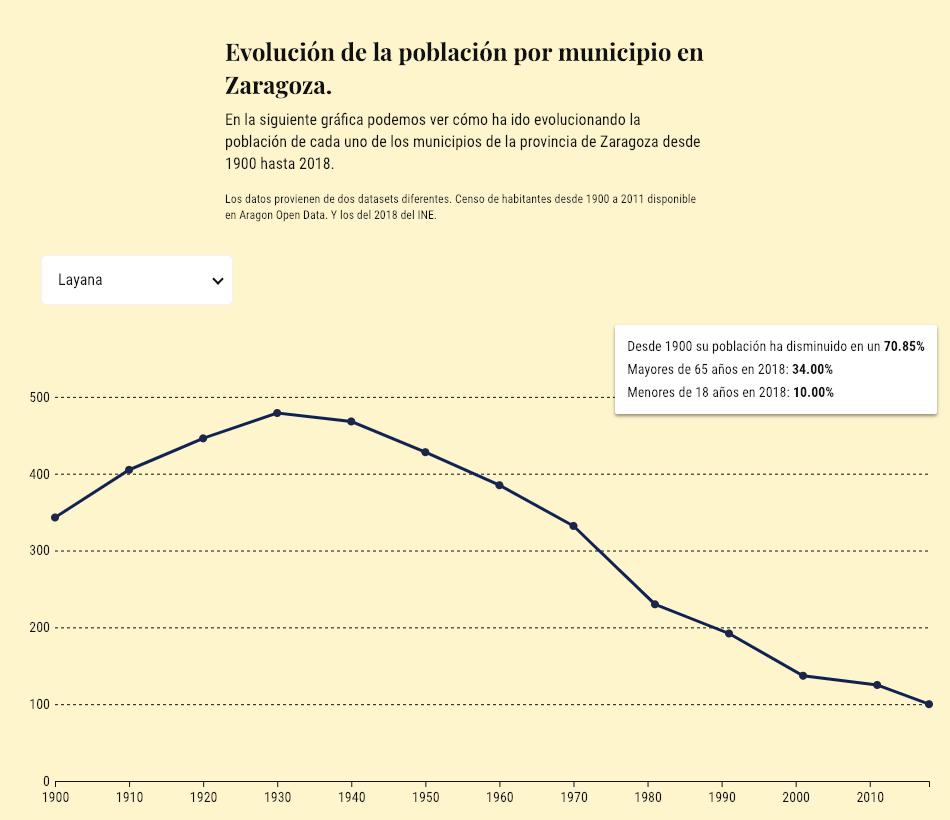 Evolución de la población por municipio en
Zaragoza.
En la siguiente gráfica podemos ver cómo ha ido evolucionando la
población de cada uno de los municipios de la provincia de Zaragoza desde
1900 hasta 2018.
Los datos provienen de dos datasets diferentes. Censo de habitantes desde 1900 a 2011 disponible
en Aragon Open Data. Y los del 2018 del INE.
Layana
Desde 1900 su población ha disminuido en un 70.85%
Mayores de 65 años en 2018: 34.00%
Menores de 18 años en 2018: 10.00%
500
400
300
200
100
0
1900 1910 1920 1930 1940 1950 1960 1970 1980 1990 2000 2010